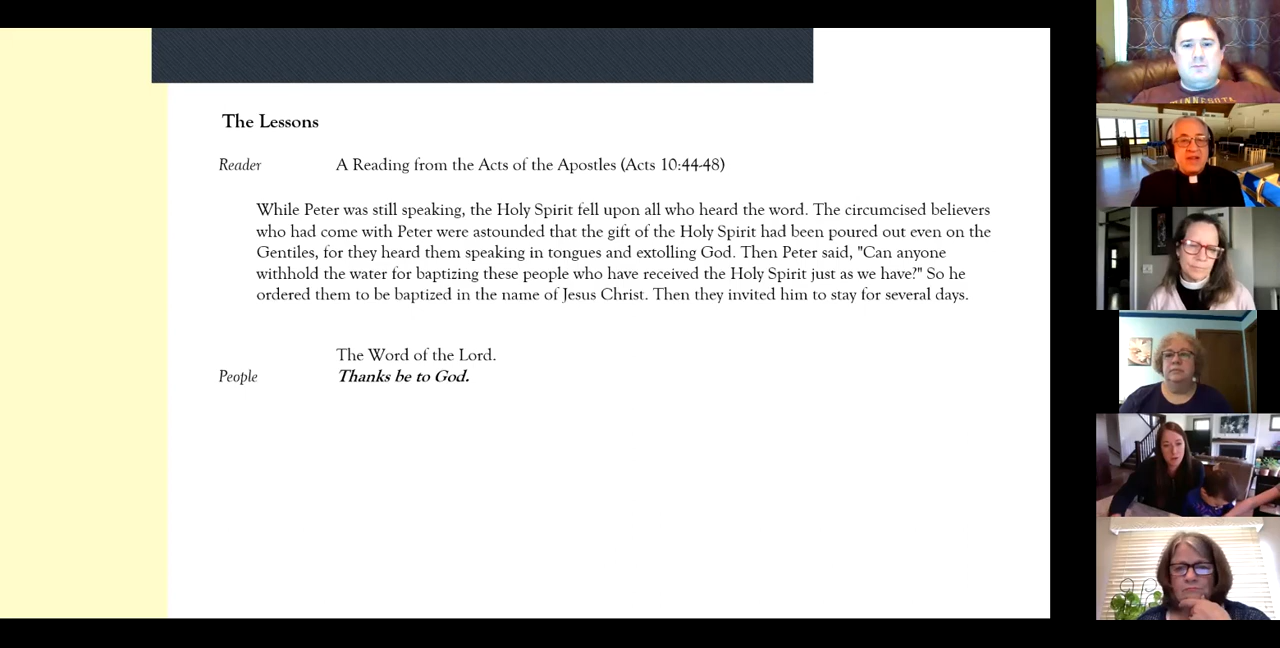 The Lessons
Reader A Reading from the Acts of the Apostles (Acts 10:44-48)
While Peter was still speaking, the Holy Spirit fell upon all who heard the word. The circumcised believers
who had come with Peter were astounded that the gift of the Holy Spirit had been poured out even on the
Gentiles, for they heard them speaking in tongues and extolling God. Then Peter said, "Can anyone
withhold the water for baptizing these people who have received the Holy Spirit just as we have?" So he
ordered them to be baptized in the name of Jesus Christ. Then they invited him to stay for several days.
The Word of the Lord.
People Thanks be to God.
MINNESOTA